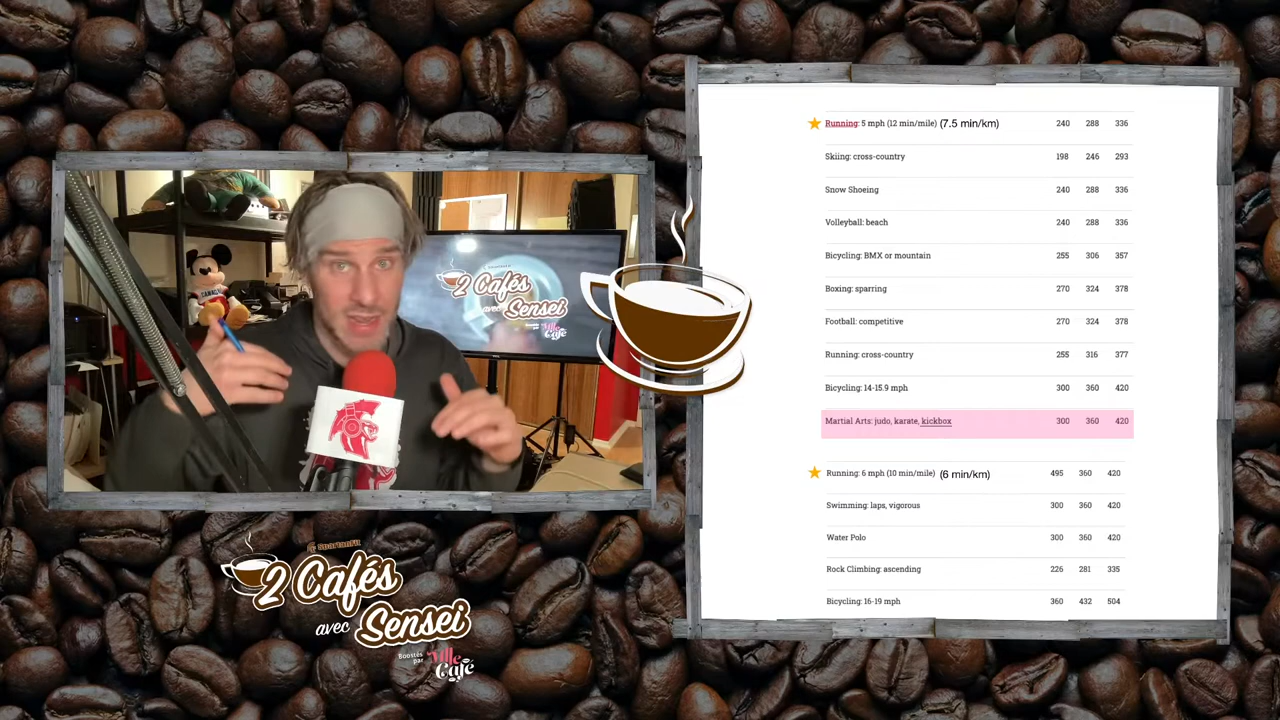 Running: 5 mph (12 min/mile) (7.5 min/km) 240 288 336
Skiing: cross-country 198 246 293
Snow Shoeing 240 288 336
Volleyball: beach 240 288 336
Bicycling: BMX or mountain 255 306 357
Boxing: sparring 270 324 378
Football: competitive 270 324 378
Running: cross-country 255 316 377
Bicycling: 14-15.9 mph 300 360 420
Martial Arts: judo, karate, kickbox 300 360 420
Running: 6 mph (10 min/mile) (6 min/km) 495 360 420
Swimming: laps, vigorous 300 360 420
Water Polo 300 360 420
Rock Climbing: ascending 226 281 335
Bicycling: 16-19 mph 360 432 504
2 Cafés
avec Sensei
SpartanFit
2 Cafés
avec Sensei
Boostés
par
Ville
Café